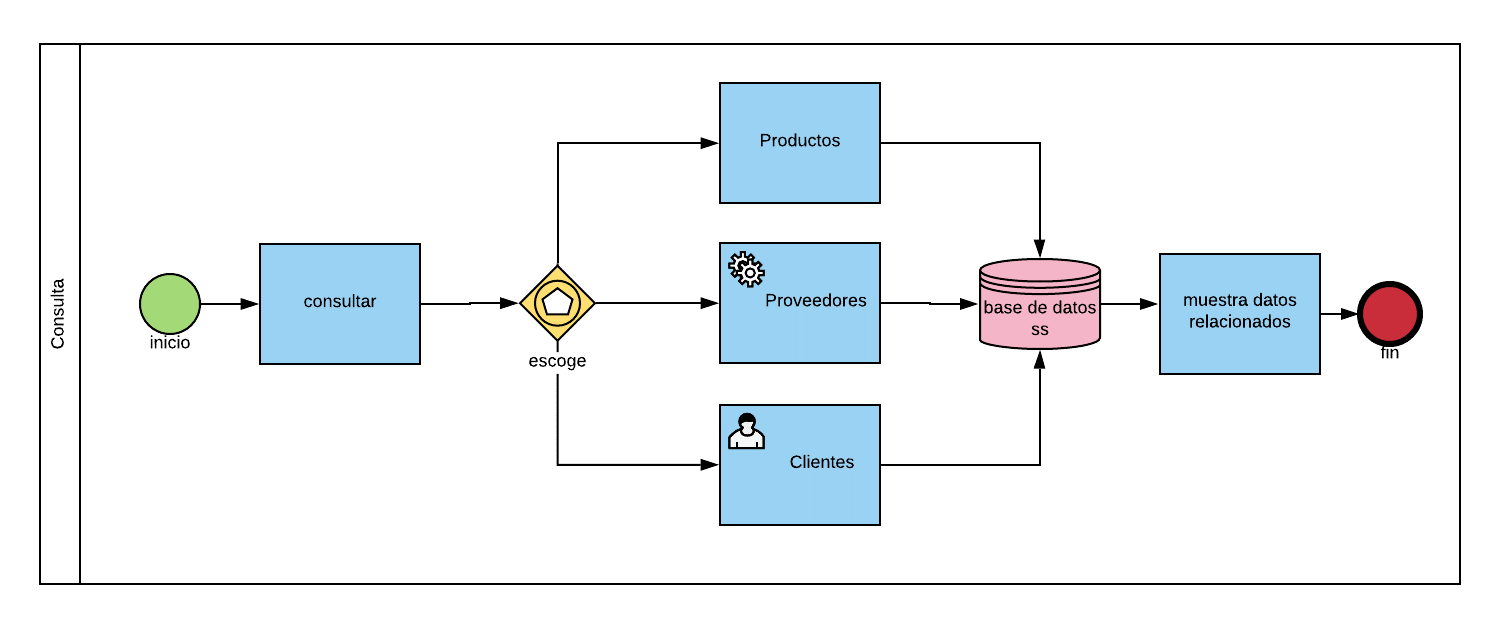 Consulta
inicio
consultar
escoge
Productos
Proveedores
Clientes
base de datos
ss
muestra datos
relacionados
fin